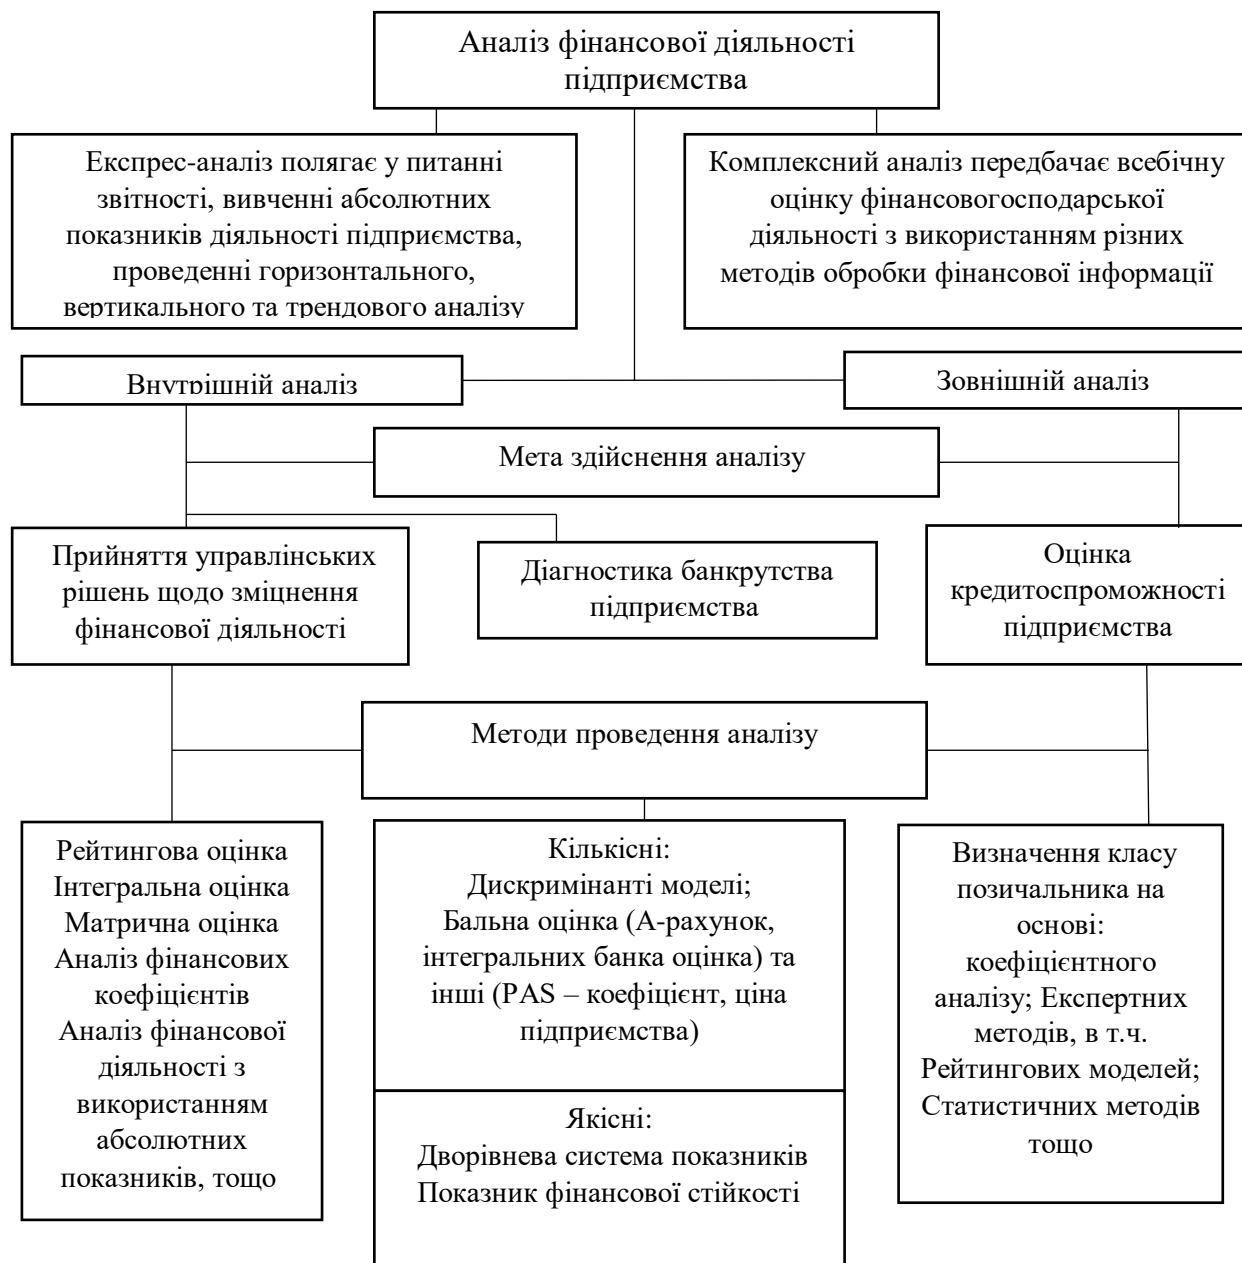 Аналіз фінансової діяльності
підприємства
Експрес-аналіз полягає у питанні
звітності, вивченні абсолютних
показників діяльності підприємства,
проведенні горизонтального,
вертикального та трендового аналізу
Комплексний аналіз передбачає всебічну
оцінку фінансовогосподарської
діяльності з використанням різних
методів обробки фінансової інформації
Внутрішній аналіз
Зовнішній аналіз
Мета здійснення аналізу
Прийняття управлінських
рішень щодо зміцнення
фінансової діяльності
Діагностика банкрутства
підприємства
Оцінка
кредитоспроможності
підприємства
Методи проведення аналізу
Рейтингова оцінка
Інтегральна оцінка
Матрична оцінка
Аналіз фінансових
коефіцієнтів
Аналіз фінансової
діяльності з
використанням
абсолютних
показників, тощо
Кількісні:
Дискримінанті моделі;
Бальна оцінка (А-рахунок,
інтегральних банка оцінка) та
інші (PAS – коефіцієнт, ціна
підприємства)
Якісні:
Дворівнева система показників
Показник фінансової стійкості
Визначення класу
позичальника на
основі:
коефіцієнтного
аналізу; Експертних
методів, в т.ч.
Рейтингових моделей;
Статистичних методів
тощо